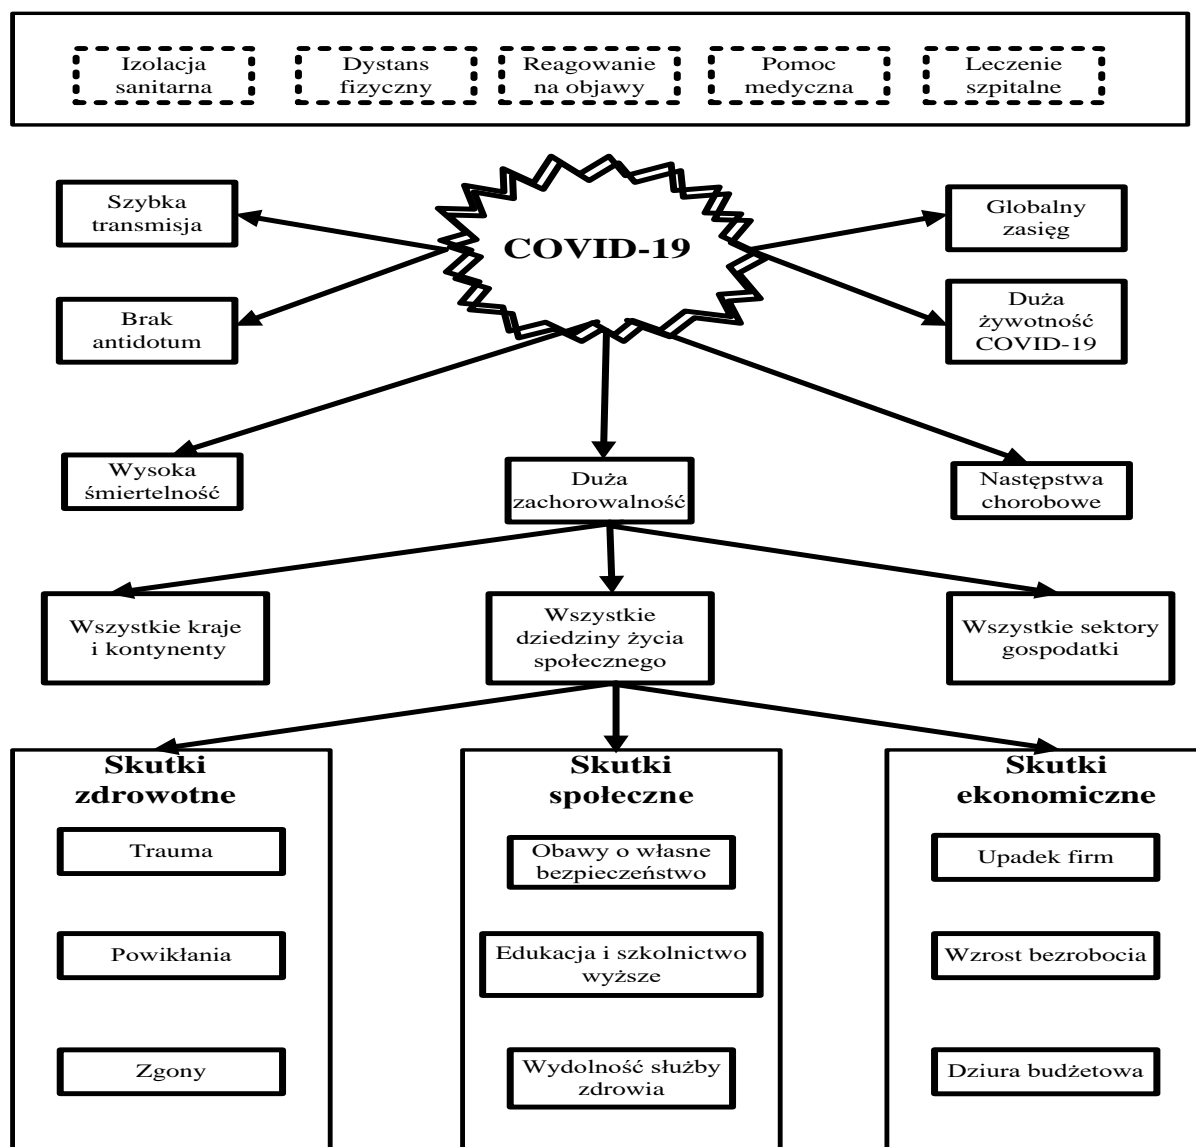 Izolacja
sanitarna
Dystans
fizyczny
Reagowanie
na objawy
Pomoc
medyczna
Leczenie
szpitalne
Szybka
transmisja
COVID-19
Globalny
zasięg
Brak
antidotum
Duża
żywotność
COVID-19
Wysoka
śmiertelność
Duża
zachorowalność
Następstwa
chorobowe
Wszystkie kraje
i kontynenty
Wszystkie
dziedziny życia
społecznego
Wszystkie sektory
gospodatki
Skutki
zdrowotne
Trauma
Powikłania
Zgony
Skutki
społeczne
Obawy o własne
bezpieczeństwo
Edukacja i szkolnictwo
wyższe
Wydolność służby
zdrowia
Skutki
ekonomiczne
Upadek firm
Wzrost bezrobocia
Dziura budżetowa